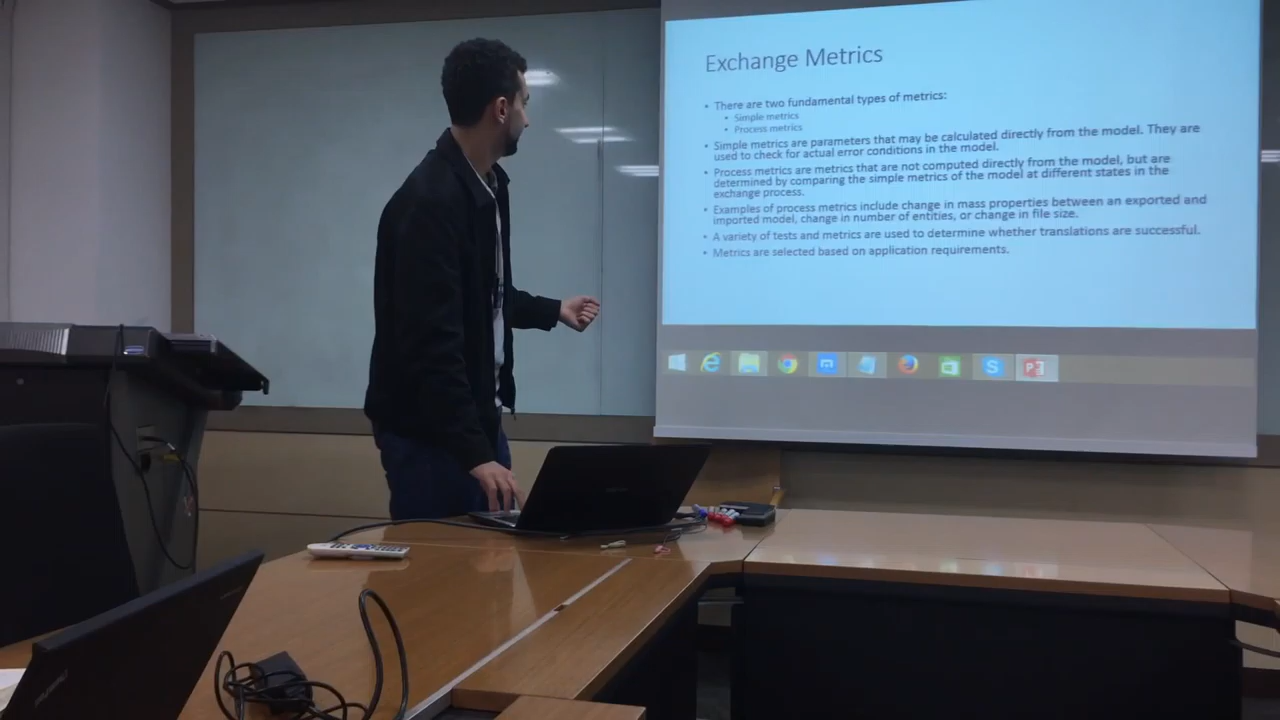 Exchange Metrics
• There are two fundamental types of metrics:
• Simple metrics
• Process metrics
• Simple metrics are parameters that may be calculated directly from the model. They are
used to check for actual error conditions in the model.
• Process metrics are metrics that are not computed directly from the model, but are
determined by comparing the simple metrics of the model at different states in the
exchange process.
• Examples of process metrics include change in mass properties between an exported and
imported model, change in number of entities, or change in file size.
• A variety of tests and metrics are used to determine whether translations are successful.
• Metrics are selected based on application requirements.